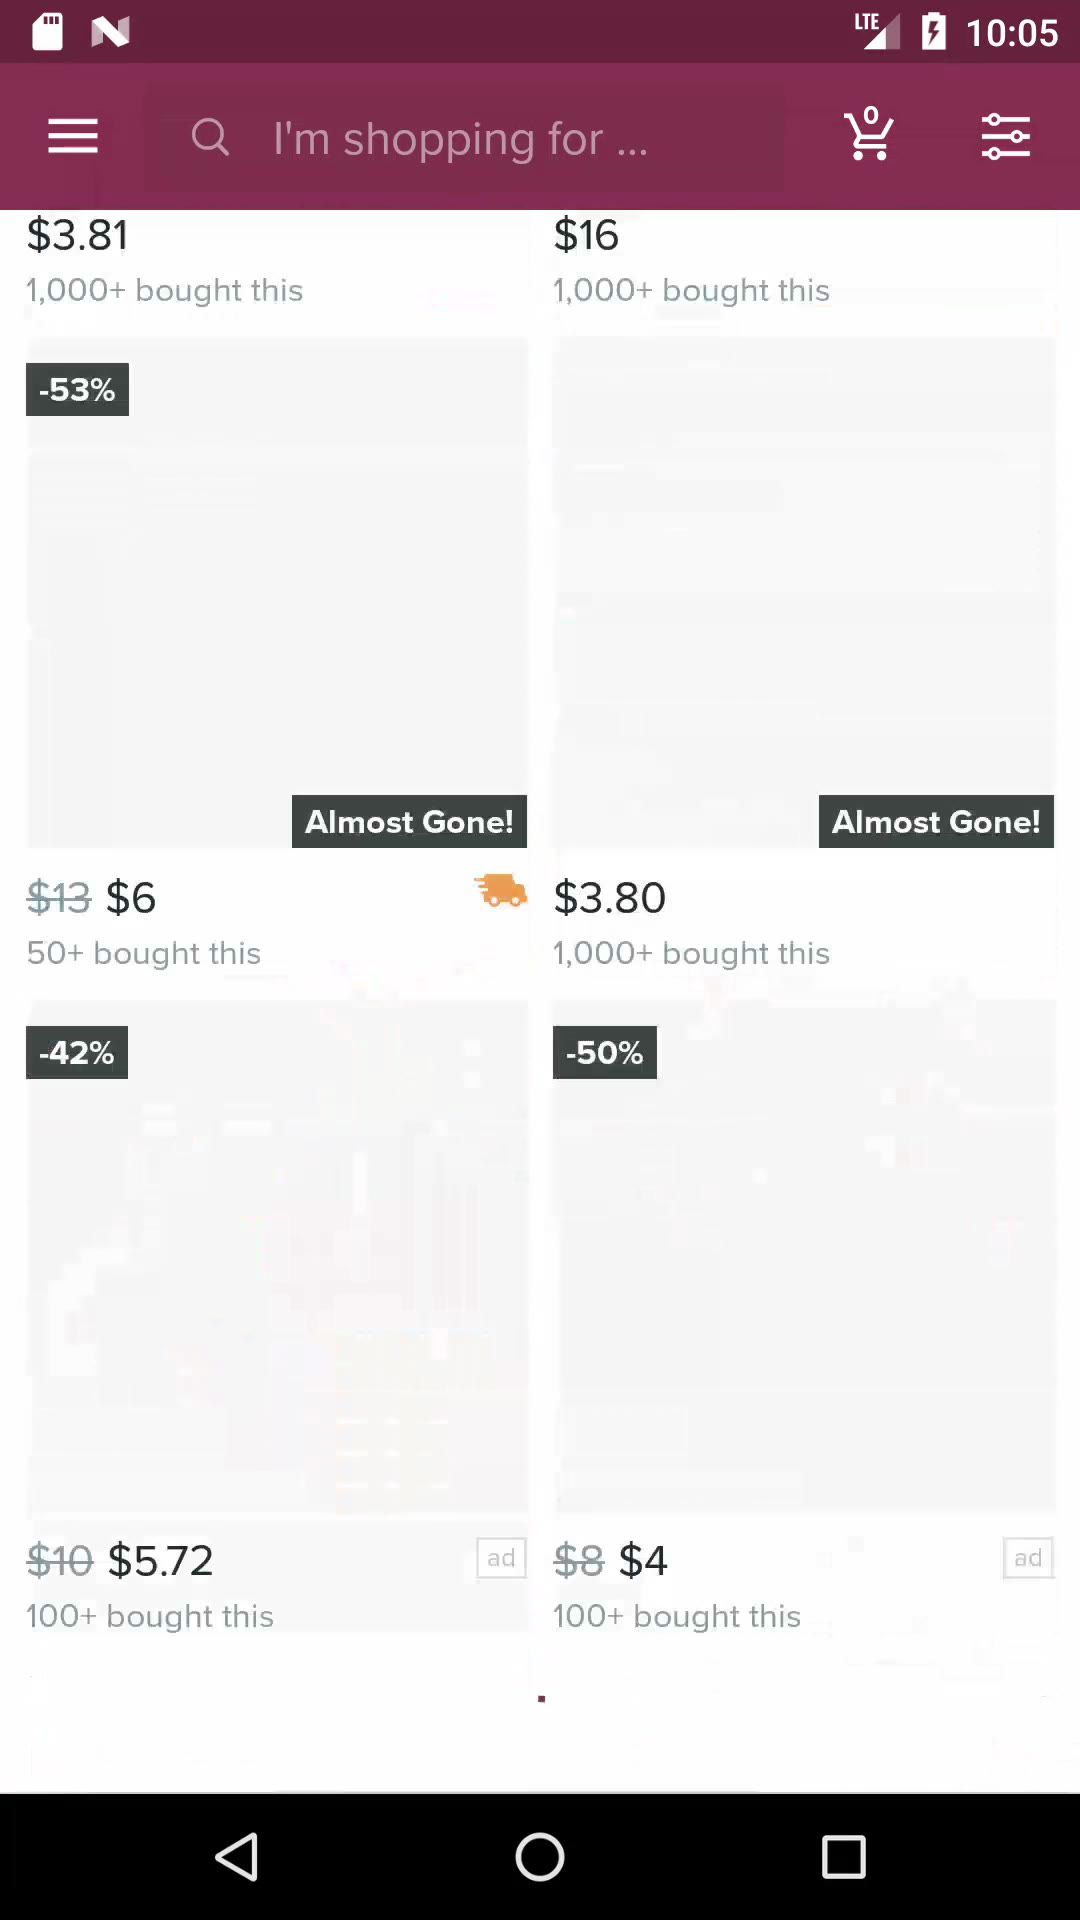 LTE 10:05
I'm shopping for ...
0
$3.81
$16
1,000+ bought this
1,000+ bought this
-53%
Almost Gone!
Almost Gone!
$13 $6
$3.80
50+ bought this
1,000+ bought this
-42%
-50%
$10 $5.72
ad
$8 $4
ad
100+ bought this
100+ bought this